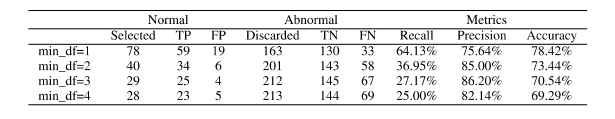 Normal Abnormal Metrics
Selected TP FP Discarded TN FN Recall Precision Accuracy
min_df=1 78 59 19 163 130 33 64.13% 75.64% 78.42%
min_df=2 40 34 6 201 143 58 36.95% 85.00% 73.44%
min_df=3 29 25 4 212 145 67 27.17% 86.20% 70.54%
min_df=4 28 23 5 213 144 69 25.00% 82.14% 69.29%